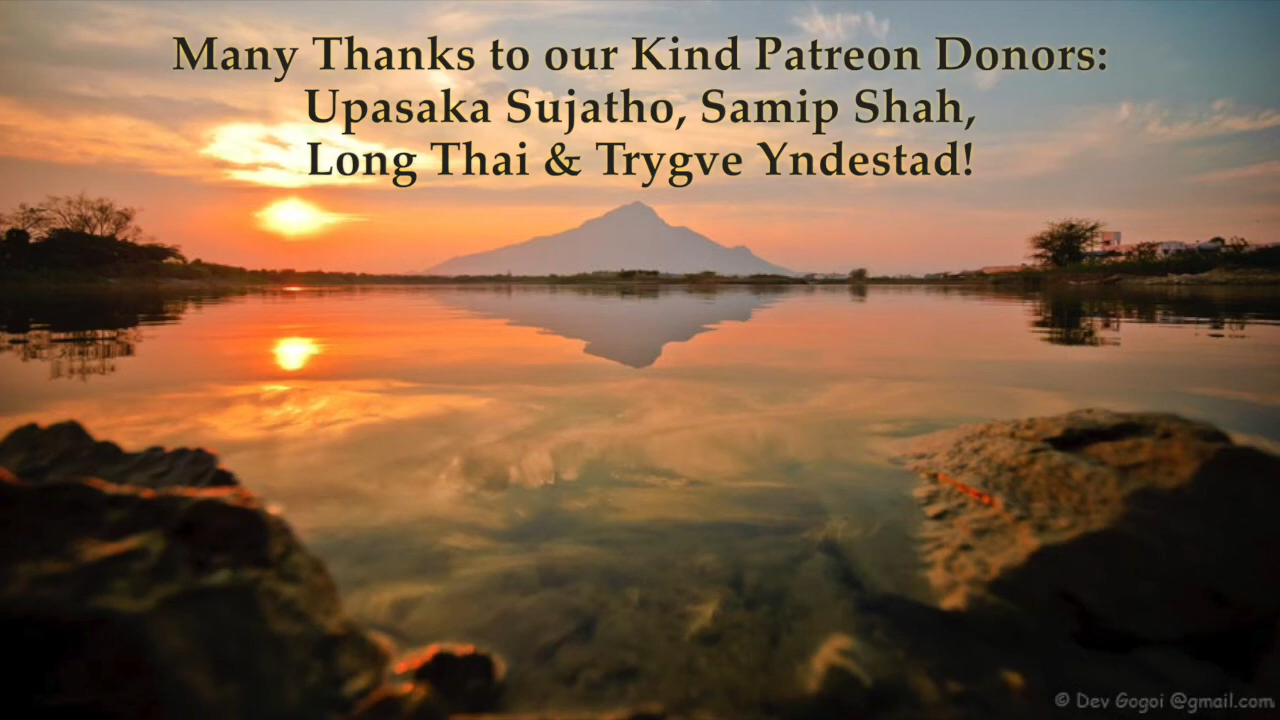 Many Thanks to our Kind Patreon Donors:
Upasaka Sujatho, Samip Shah,
Long Thai & Trygve Yndestad!
© Dev Gogoi @gmail.com